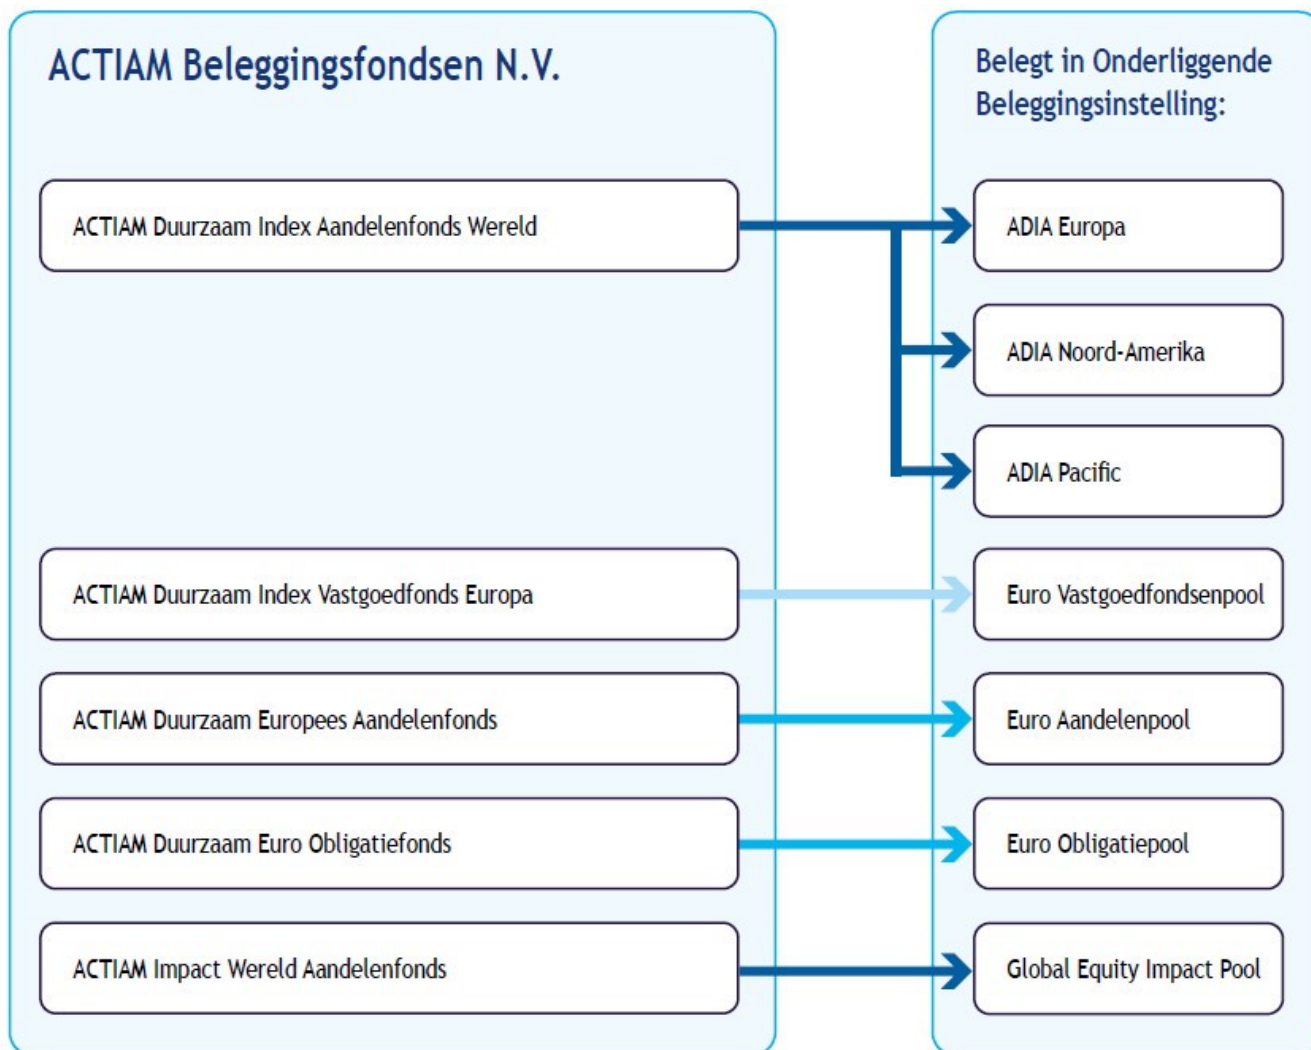 ACTIAM Beleggingsfondsen N.V.
Belegt in Onderliggende
Beleggingsinstelling:
ACTIAM Duurzaam Index Aandelenfonds Wereld
ADIA Europa
ADIA Noord-Amerika
ADIA Pacific
ACTIAM Duurzaam Index Vastgoedfonds Europa
Euro Vastgoedfondsenpool
ACTIAM Duurzaam Europees Aandelenfonds
Euro Aandelenpool
ACTIAM Duurzaam Euro Obligatiefonds
Euro Obligatiepool
ACTIAM Impact Wereld Aandelenfonds
Global Equity Impact Pool